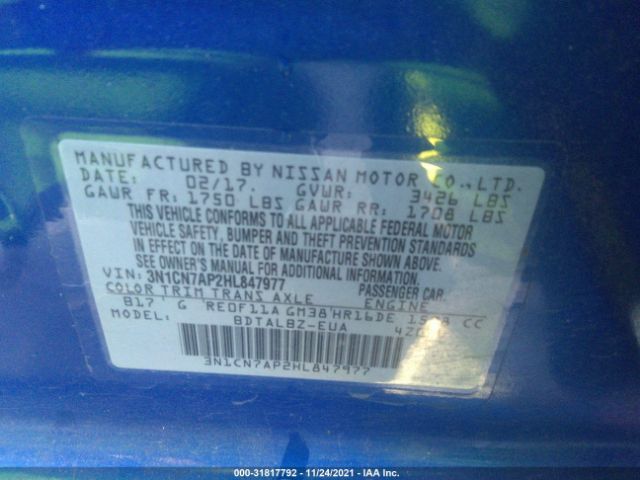 MANUFACTURED BY NISSAN MOTOR CO.,LTD.
DATE: 02/17. GVWR: 3426 LBS
GAWR FR: 1750 LBS GAWR RR: 1708 LBS
THIS VEHICLE CONFORMS TO ALL APPLICABLE FEDERAL MOTOR
VEHICLE SAFETY, BUMPER AND THEFT PREVENTION STANDARDS
IN EFFECT ON THE DATE OF MANUFACTURE SHOWN ABOVE.
SEE OWNER'S MANUAL FOR ADDITIONAL INFORMATION.
VIN: 3N1CN7AP2HL847977 PASSENGER CAR.
COLOR TRIM TRANS AXLE ENGINE
B17 G RE0F11A GM38 HR16DE CC
MODEL: BDTALBZ-EUA
3N1CN7AP2HL847977
000-31817792 - 11/24/2021 - IAA Inc.